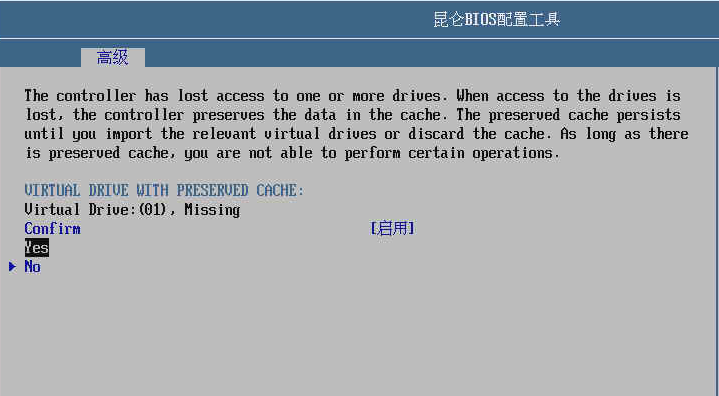 昆仑BIOS配置工具
高级
The controller has lost access to one or more drives. When access to the drives is
lost, the controller preserves the data in the cache. The preserved cache persists
until you import the relevant virtual drives or discard the cache. As long as there
is preserved cache, you are not able to perform certain operations.
VIRTUAL DRIVE WITH PRESERVED CACHE:
Virtual Drive:(01), Missing
Confirm [启用]
Yes
No